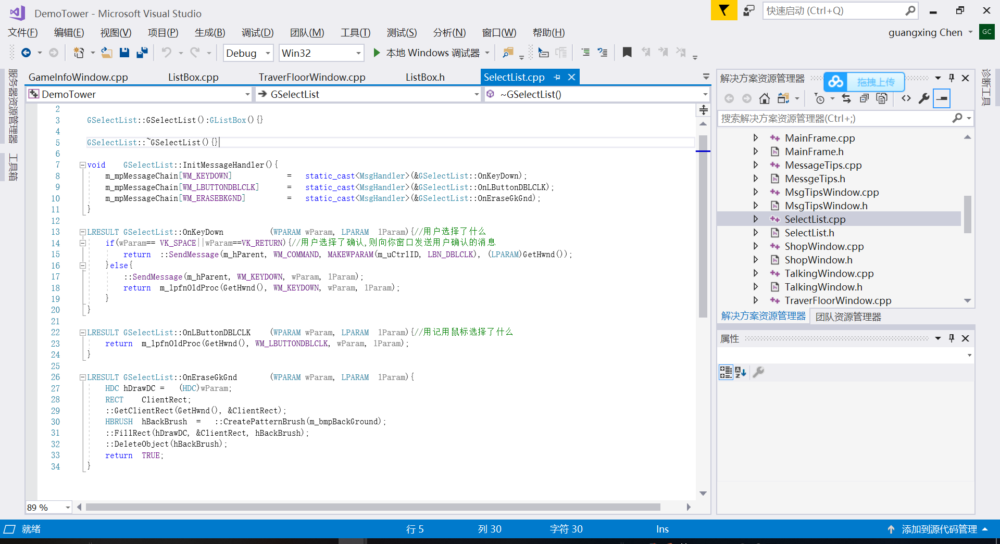 DemoTower - Microsoft Visual Studio
快速启动 (Ctrl+Q)
文件(F) 编辑(E) 视图(V) 项目(P) 生成(B) 调试(D) 团队(M) 工具(T) 测试(S) 分析(N) 窗口(W) 帮助(H)
guangxing Chen GC
Debug Win32 本地 Windows 调试器
服务器资源管理器
工具箱
GameInfoWindow.cpp ListBox.cpp TraverFloorWindow.cpp ListBox.h SelectList.cpp
DemoTower GSelectList ~GSelectList()
2
3 GSelectList::GSelectList():GListBox(){}
4
5 GSelectList::~GSelectList(){}
6
7 void GSelectList::InitMessageHandler(){
8 m_mpMessageChain[WM_KEYDOWN] = static_cast<MsgHandler>(&GSelectList::OnKeyDown);
9 m_mpMessageChain[WM_LBUTTONDBLCLK] = static_cast<MsgHandler>(&GSelectList::OnLButtonDBLCLK);
10 m_mpMessageChain[WM_ERASEBKGND] = static_cast<MsgHandler>(&GSelectList::OnEraseGkGnd);
11 }
12
13 LRESULT GSelectList::OnKeyDown (WPARAM wParam, LPARAM lParam){//用户选择了什么
14 if(wParam== VK_SPACE||wParam==VK_RETURN){//用户选择了确认,则向你窗口发送用户确认的消息
15 return ::SendMessage(m_hParent, WM_COMMAND, MAKEWPARAM(m_uCtrlID, LBN_DBLCLK), (LPARAM)GetHwnd());
16 }else{
17 ::SendMessage(m_hParent, WM_KEYDOWN, wParam, lParam);
18 return m_lpfnOldProc(GetHwnd(), WM_KEYDOWN, wParam, lParam);
19 }
20 }
21
22 LRESULT GSelectList::OnLButtonDBLCLK (WPARAM wParam, LPARAM lParam){//用记用鼠标选择了什么
23 return m_lpfnOldProc(GetHwnd(), WM_LBUTTONDBLCLK, wParam, lParam);
24 }
25
26 LRESULT GSelectList::OnEraseGkGnd (WPARAM wParam, LPARAM lParam){
27 HDC hDrawDC = (HDC)wParam;
28 RECT ClientRect;
29 ::GetClientRect(GetHwnd(), &ClientRect);
30 HBRUSH hBackBrush = ::CreatePatternBrush(m_bmpBackGround);
31 ::FillRect(hDrawDC, &ClientRect, hBackBrush);
32 ::DeleteObject(hBackBrush);
33 return TRUE;
34 }
89 %
解决方案资源管理器
拖拽上传
诊断工具
搜索解决方案资源管理器(Ctrl+;)
MainFrame.cpp
MainFrame.h
MessageTips.cpp
MessgeTips.h
MsgTipsWindow.cpp
MsgTipsWindow.h
SelectList.cpp
SelectList.h
ShopWindow.cpp
ShopWindow.h
TalkingWindow.cpp
TalkingWindow.h
TraverFloorWindow.cpp
解决方案资源管理器 团队资源管理器
属性
就绪 行 5 列 30 字符 30 Ins 添加到源代码管理